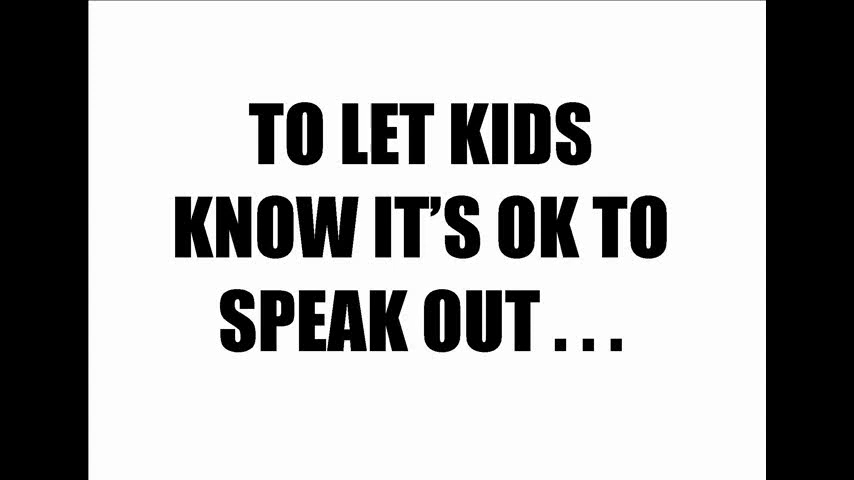 TO LET KIDS
KNOW IT’S OK TO
SPEAK OUT . . .